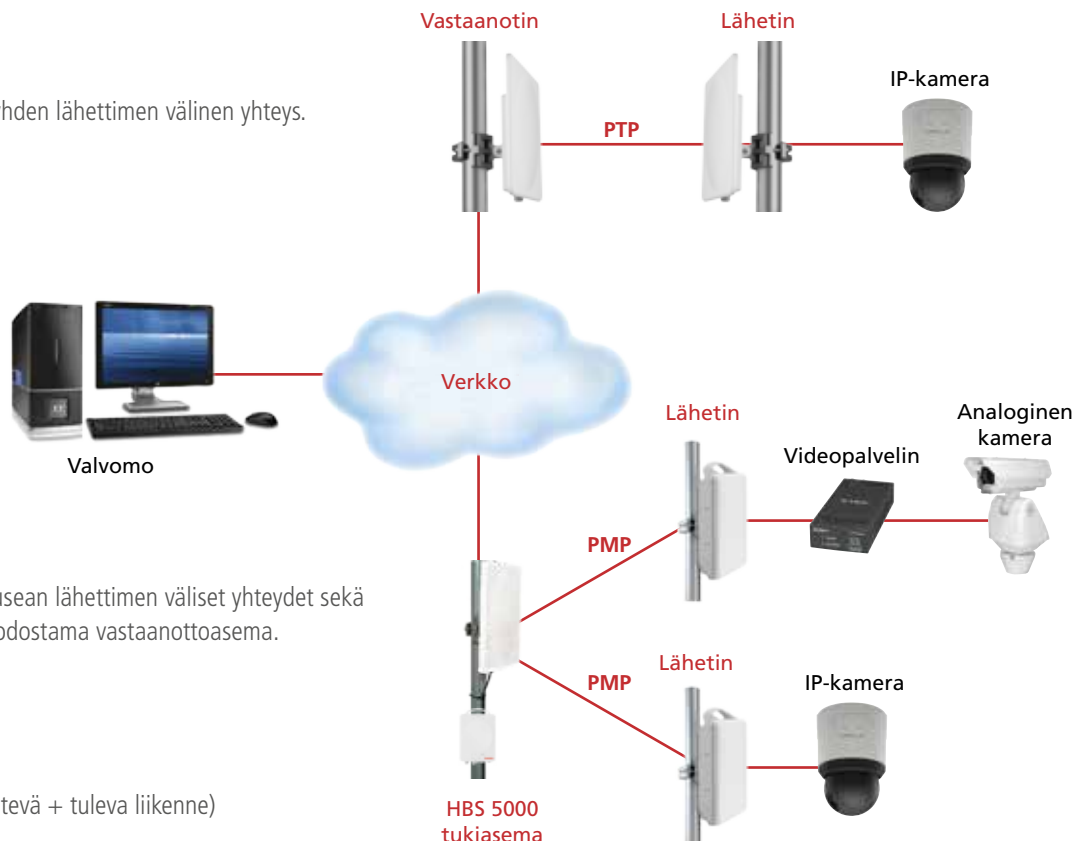 Vastaanotin
Lähetin
IP-kamera
yhden lähettimen välinen yhteys.
PTP
Verkko
Valvomo
Lähetin
Analoginen
kamera
Videopalvelin
PMP
usean lähettimen väliset yhteydet sekä
odostama vastaanottoasema.
Lähetin
PMP
IP-kamera
tevä + tuleva liikenne)
HBS 5000
tukiasema